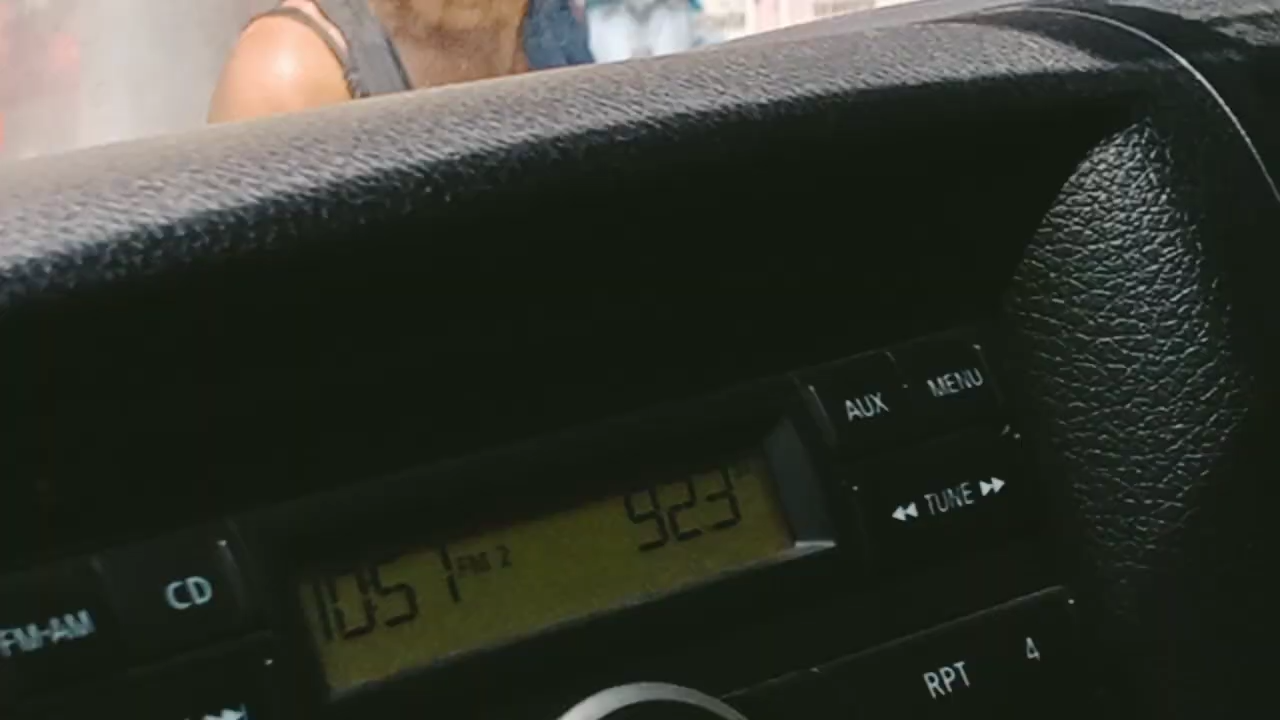 AUX MENU
◀◀ TUNE ▶▶
1051 FM 2 923
FM-AM CD
RPT 4